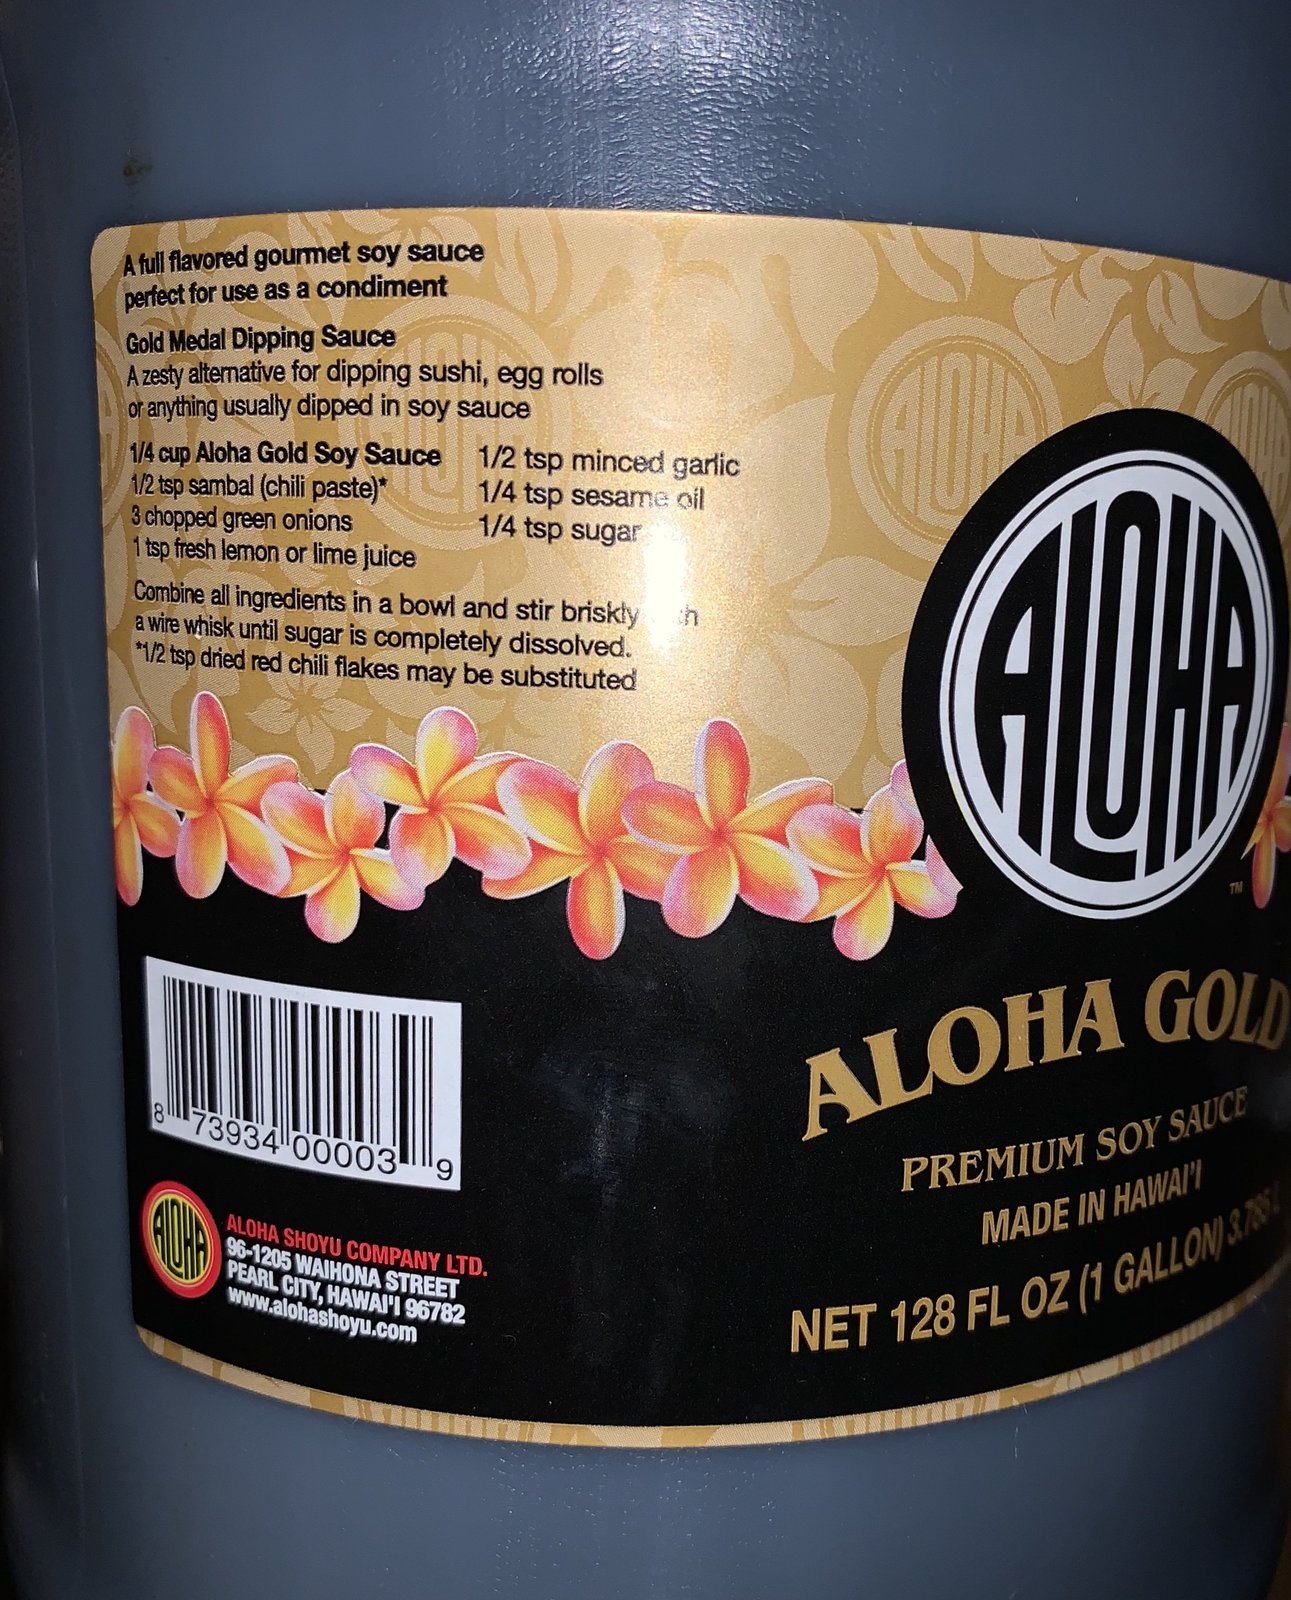 A full flavored gourmet soy sauce
perfect for use as a condiment
Gold Medal Dipping Sauce
A zesty alternative for dipping sushi, egg rolls
or anything usually dipped in soy sauce
1/4 cup Aloha Gold Soy Sauce
1/2 tsp sambal (chili paste)*
3 chopped green onions
1 tsp fresh lemon or lime juice
1/2 tsp minced garlic
1/4 tsp sesame oil
1/4 tsp sugar
Combine all ingredients in a bowl and stir briskly
a wire whisk until sugar is completely dissolved.
*1/2 tsp dried red chili flakes may be substituted
8 73934 00003 9
ALOHA
ALOHA SHOYU COMPANY LTD.
96-1205 WAIHONA STREET
PEARL CITY, HAWAI'I 96782
www.alohashoyu.com
ALOHA
ALOHA
ALOHA
TM
ALOHA GOLD
PREMIUM SOY SAUCE
MADE IN HAWAI'I
NET 128 FL OZ (1 GALLON)